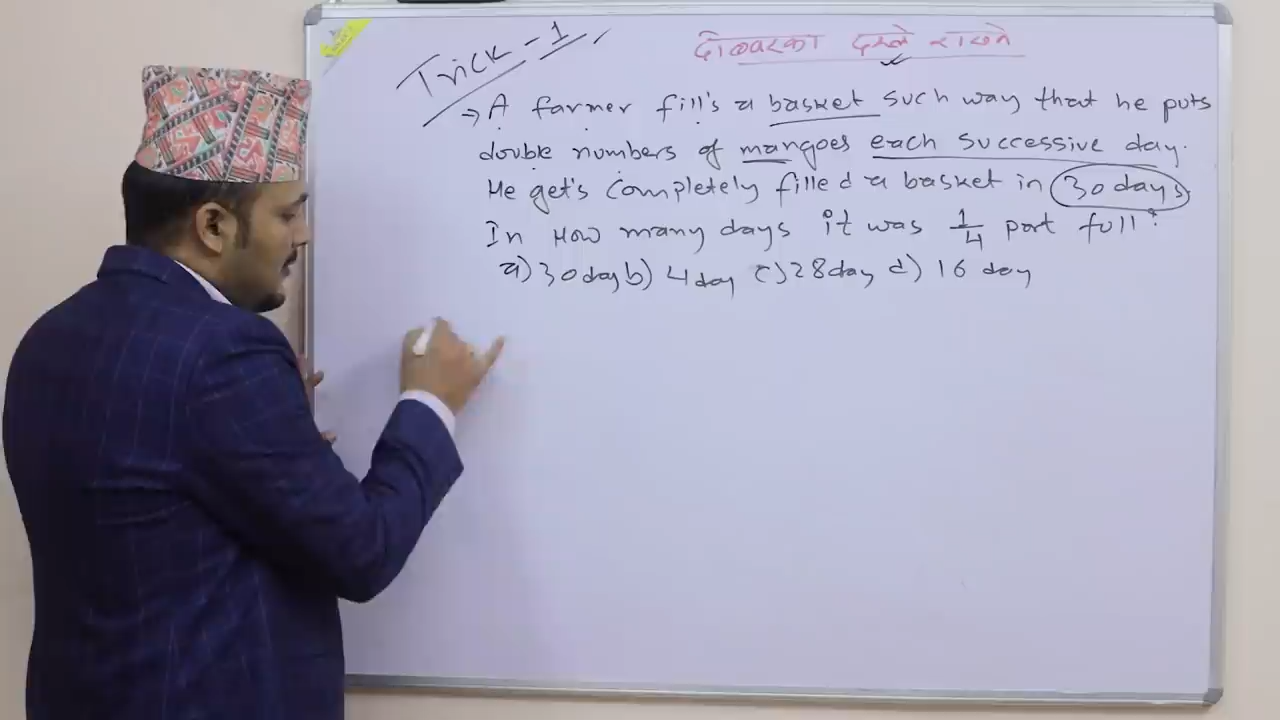 Trick - 1
→ A farmer fill's a basket such way that he puts
double numbers of mangoes each successive day.
He get's completely filled a basket in 30 days.
In How many days it was 1/4 part full?
a) 30 day b) 4 day c) 28 day d) 16 day